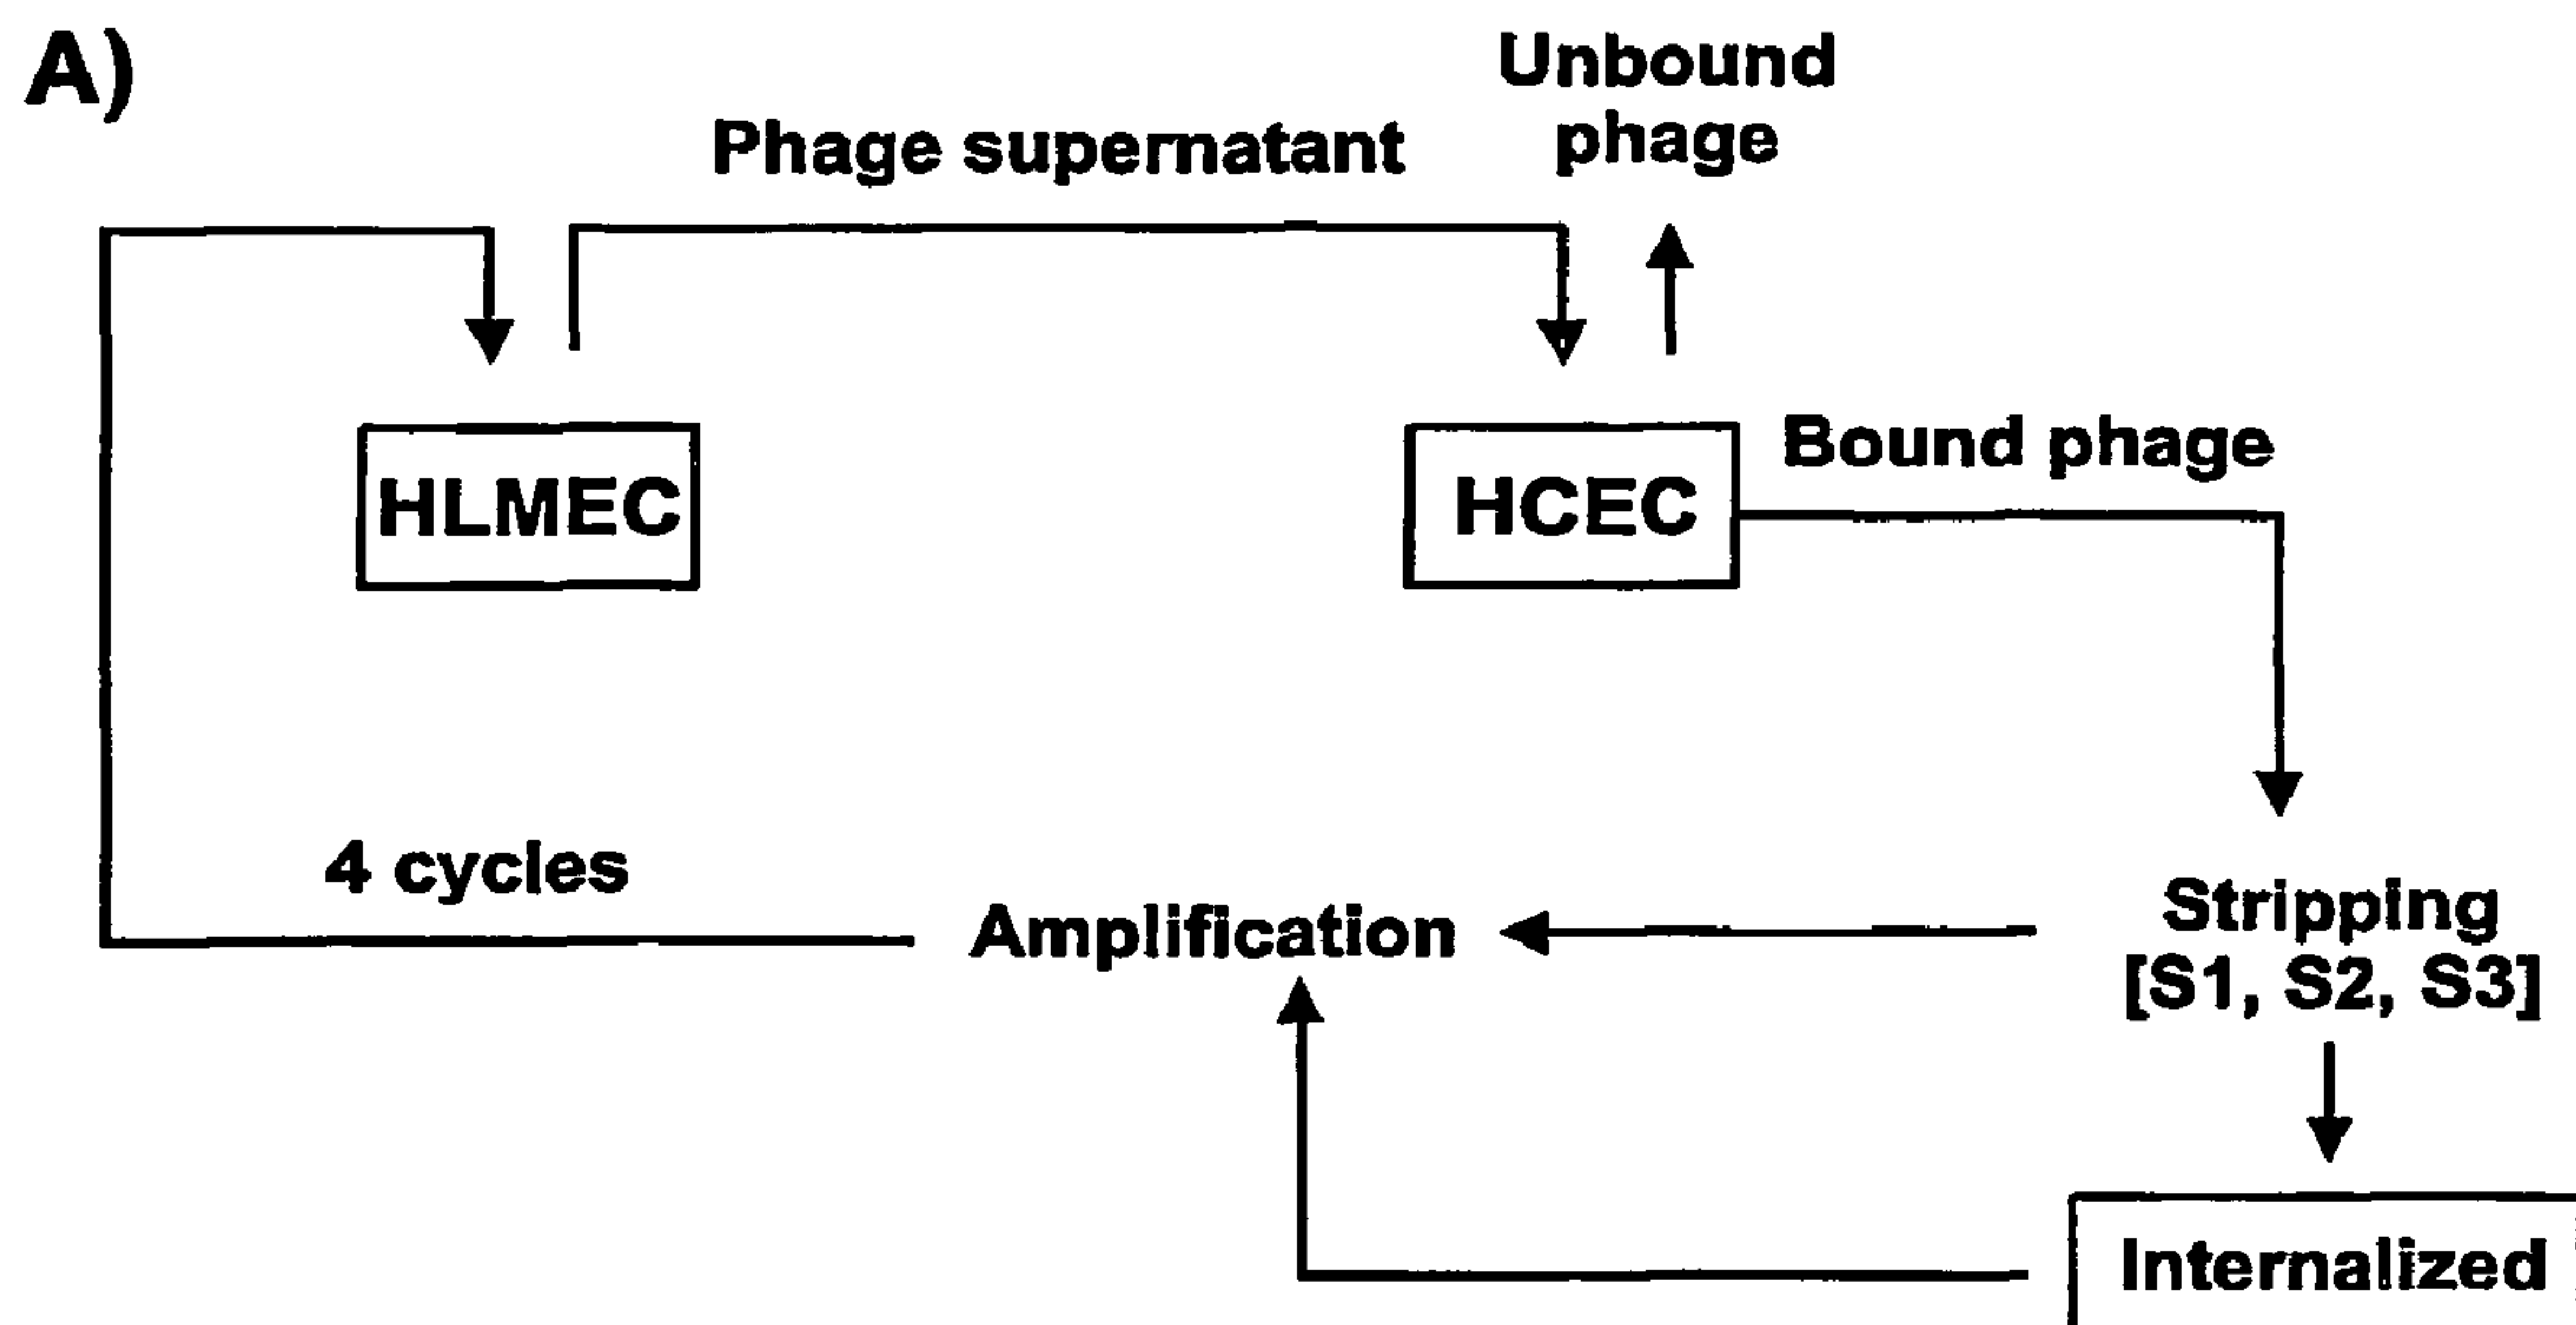 A)
Unbound
phage
Phage supernatant
HLMEC
HCEC
Bound phage
4 cycles
Amplification
Stripping
[S1, S2, S3]
Internalized